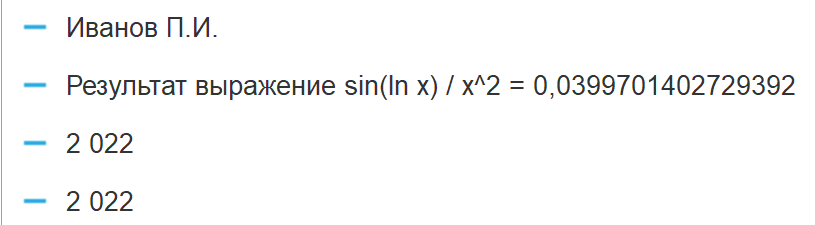 Иванов П.И.
Результат выражение sin(ln x) / x^2 = 0,0399701402729392
2 022
2 022